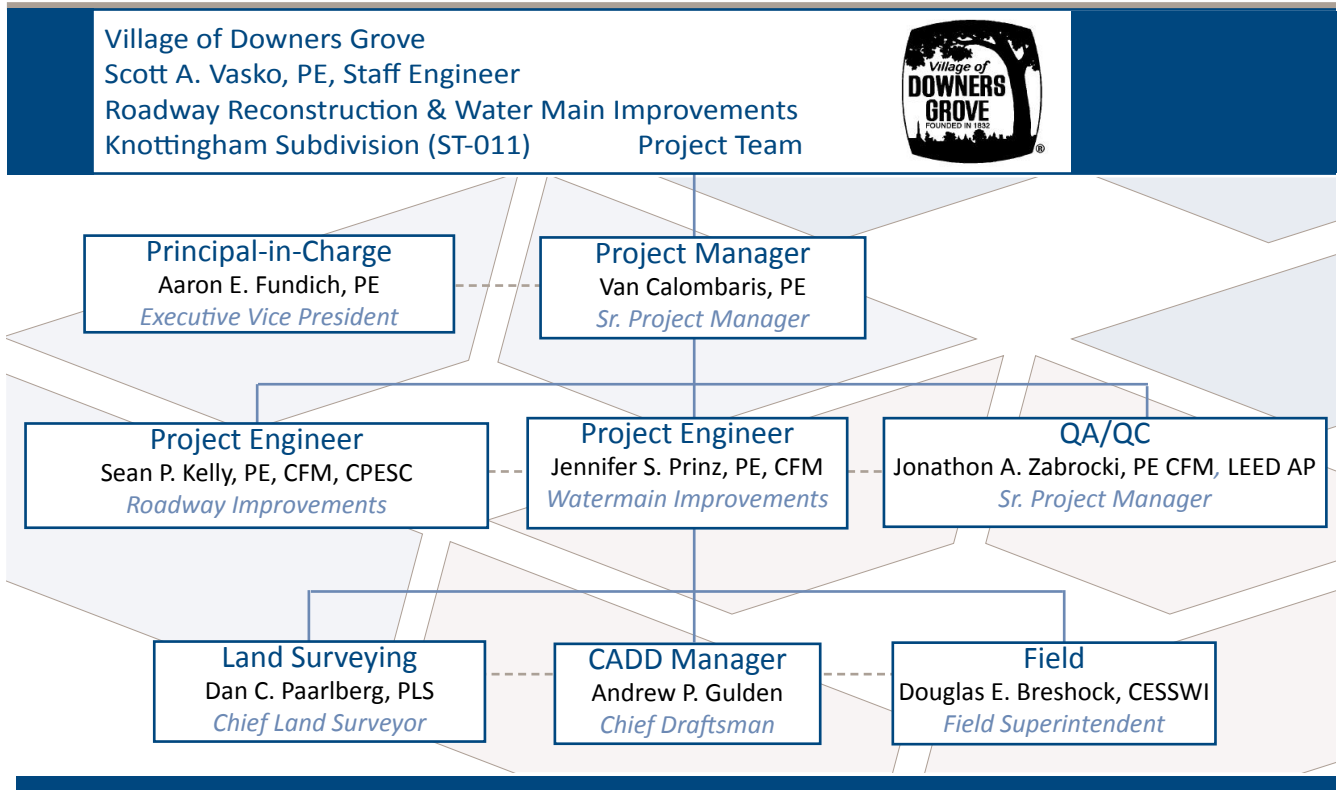 Village of Downers Grove
Scott A. Vasko, PE, Staff Engineer
Roadway Reconstruction & Water Main Improvements
Knottingham Subdivision (ST-011) Project Team
Village of
DOWNERS
GROVE
FOUNDED IN 1832
®
Principal-in-Charge
Aaron E. Fundich, PE
Executive Vice President
Project Manager
Van Calombaris, PE
Sr. Project Manager
Project Engineer
Sean P. Kelly, PE, CFM, CPESC
Roadway Improvements
Project Engineer
Jennifer S. Prinz, PE, CFM
Watermain Improvements
QA/QC
Jonathon A. Zabrocki, PE CFM, LEED AP
Sr. Project Manager
Land Surveying
Dan C. Paarlberg, PLS
Chief Land Surveyor
CADD Manager
Andrew P. Gulden
Chief Draftsman
Field
Douglas E. Breshock, CESSWI
Field Superintendent